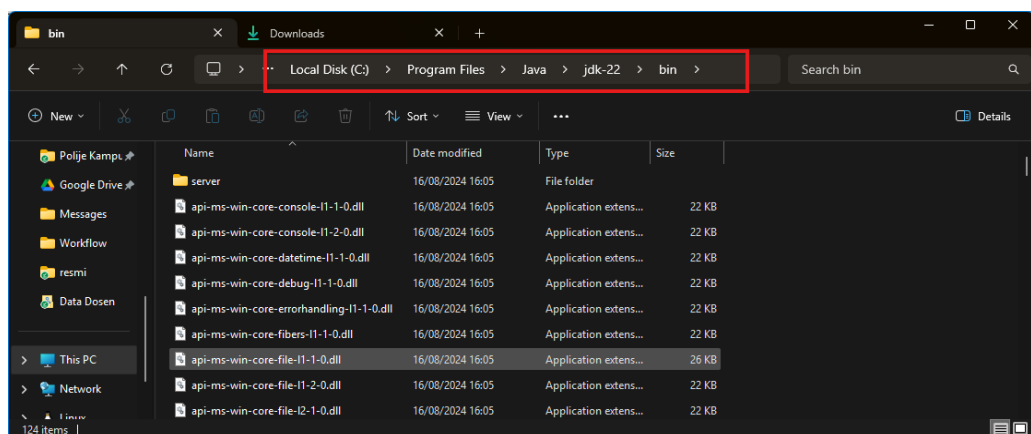 bin Downloads
Local Disk (C:) > Program Files > Java > jdk-22 > bin > Search bin
New Sort View Details
Name Date modified Type Size
Polije Kampu
Google Drive
Messages
Workflow
resmi
Data Dosen
This PC
Network
Linux
server 16/08/2024 16:05 File folder
api-ms-win-core-console-l1-1-0.dll 16/08/2024 16:05 Application extens... 22 KB
api-ms-win-core-console-l1-2-0.dll 16/08/2024 16:05 Application extens... 22 KB
api-ms-win-core-datetime-l1-1-0.dll 16/08/2024 16:05 Application extens... 22 KB
api-ms-win-core-debug-l1-1-0.dll 16/08/2024 16:05 Application extens... 22 KB
api-ms-win-core-errorhandling-l1-1-0.dll 16/08/2024 16:05 Application extens... 22 KB
api-ms-win-core-fibers-l1-1-0.dll 16/08/2024 16:05 Application extens... 22 KB
api-ms-win-core-file-l1-1-0.dll 16/08/2024 16:05 Application extens... 26 KB
api-ms-win-core-file-l1-2-0.dll 16/08/2024 16:05 Application extens... 22 KB
api-ms-win-core-file-l2-1-0.dll 16/08/2024 16:05 Application extens... 22 KB
124 items